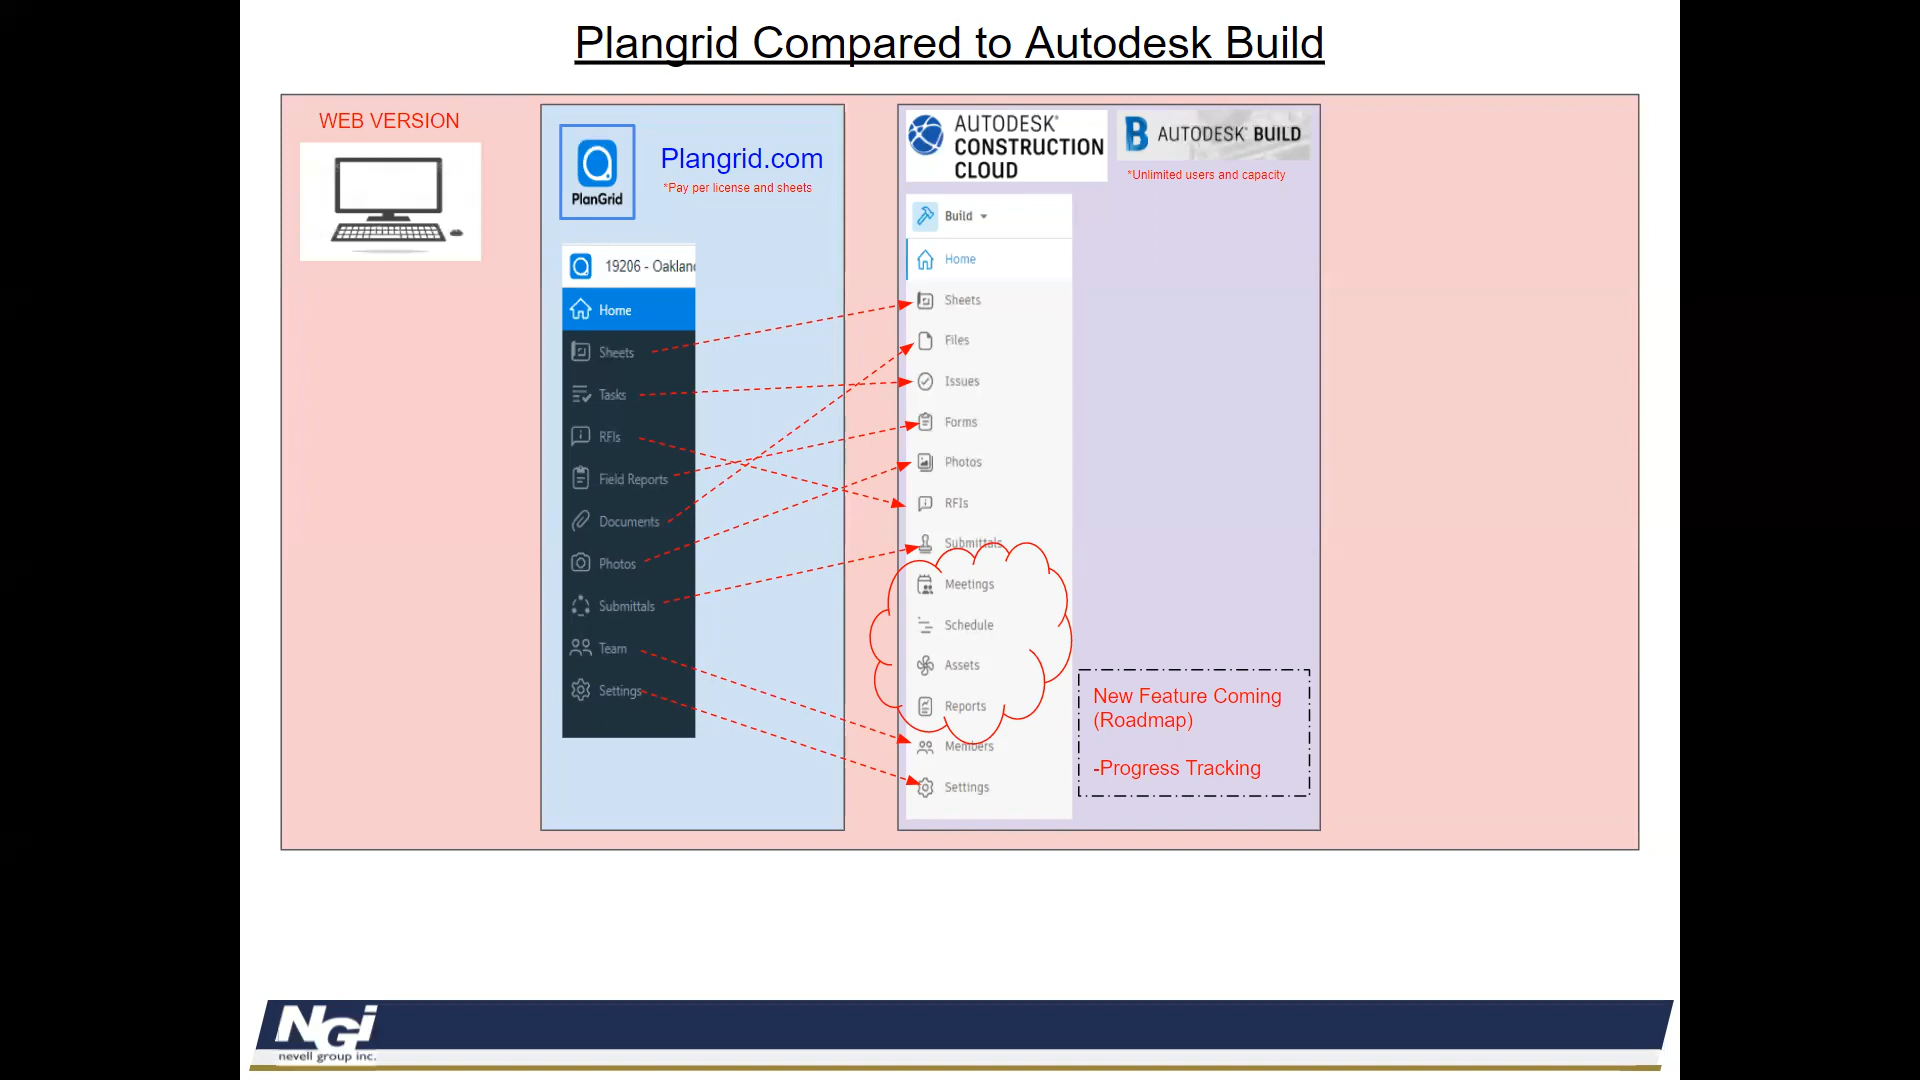 Plangrid Compared to Autodesk Build
WEB VERSION
PlanGrid
Plangrid.com
*Pay per license and sheets
19206 - Oakland
Home
Sheets
Tasks
RFIs
Field Reports
Documents
Photos
Submittals
Team
Settings
AUTODESK®
CONSTRUCTION
CLOUD
B AUTODESK® BUILD
*Unlimited users and capacity
Build
Home
Sheets
Files
Issues
Forms
Photos
RFIs
Submittals
Meetings
Schedule
Assets
Reports
Members
Settings
New Feature Coming
(Roadmap)
-Progress Tracking
NGi
nevell group inc.